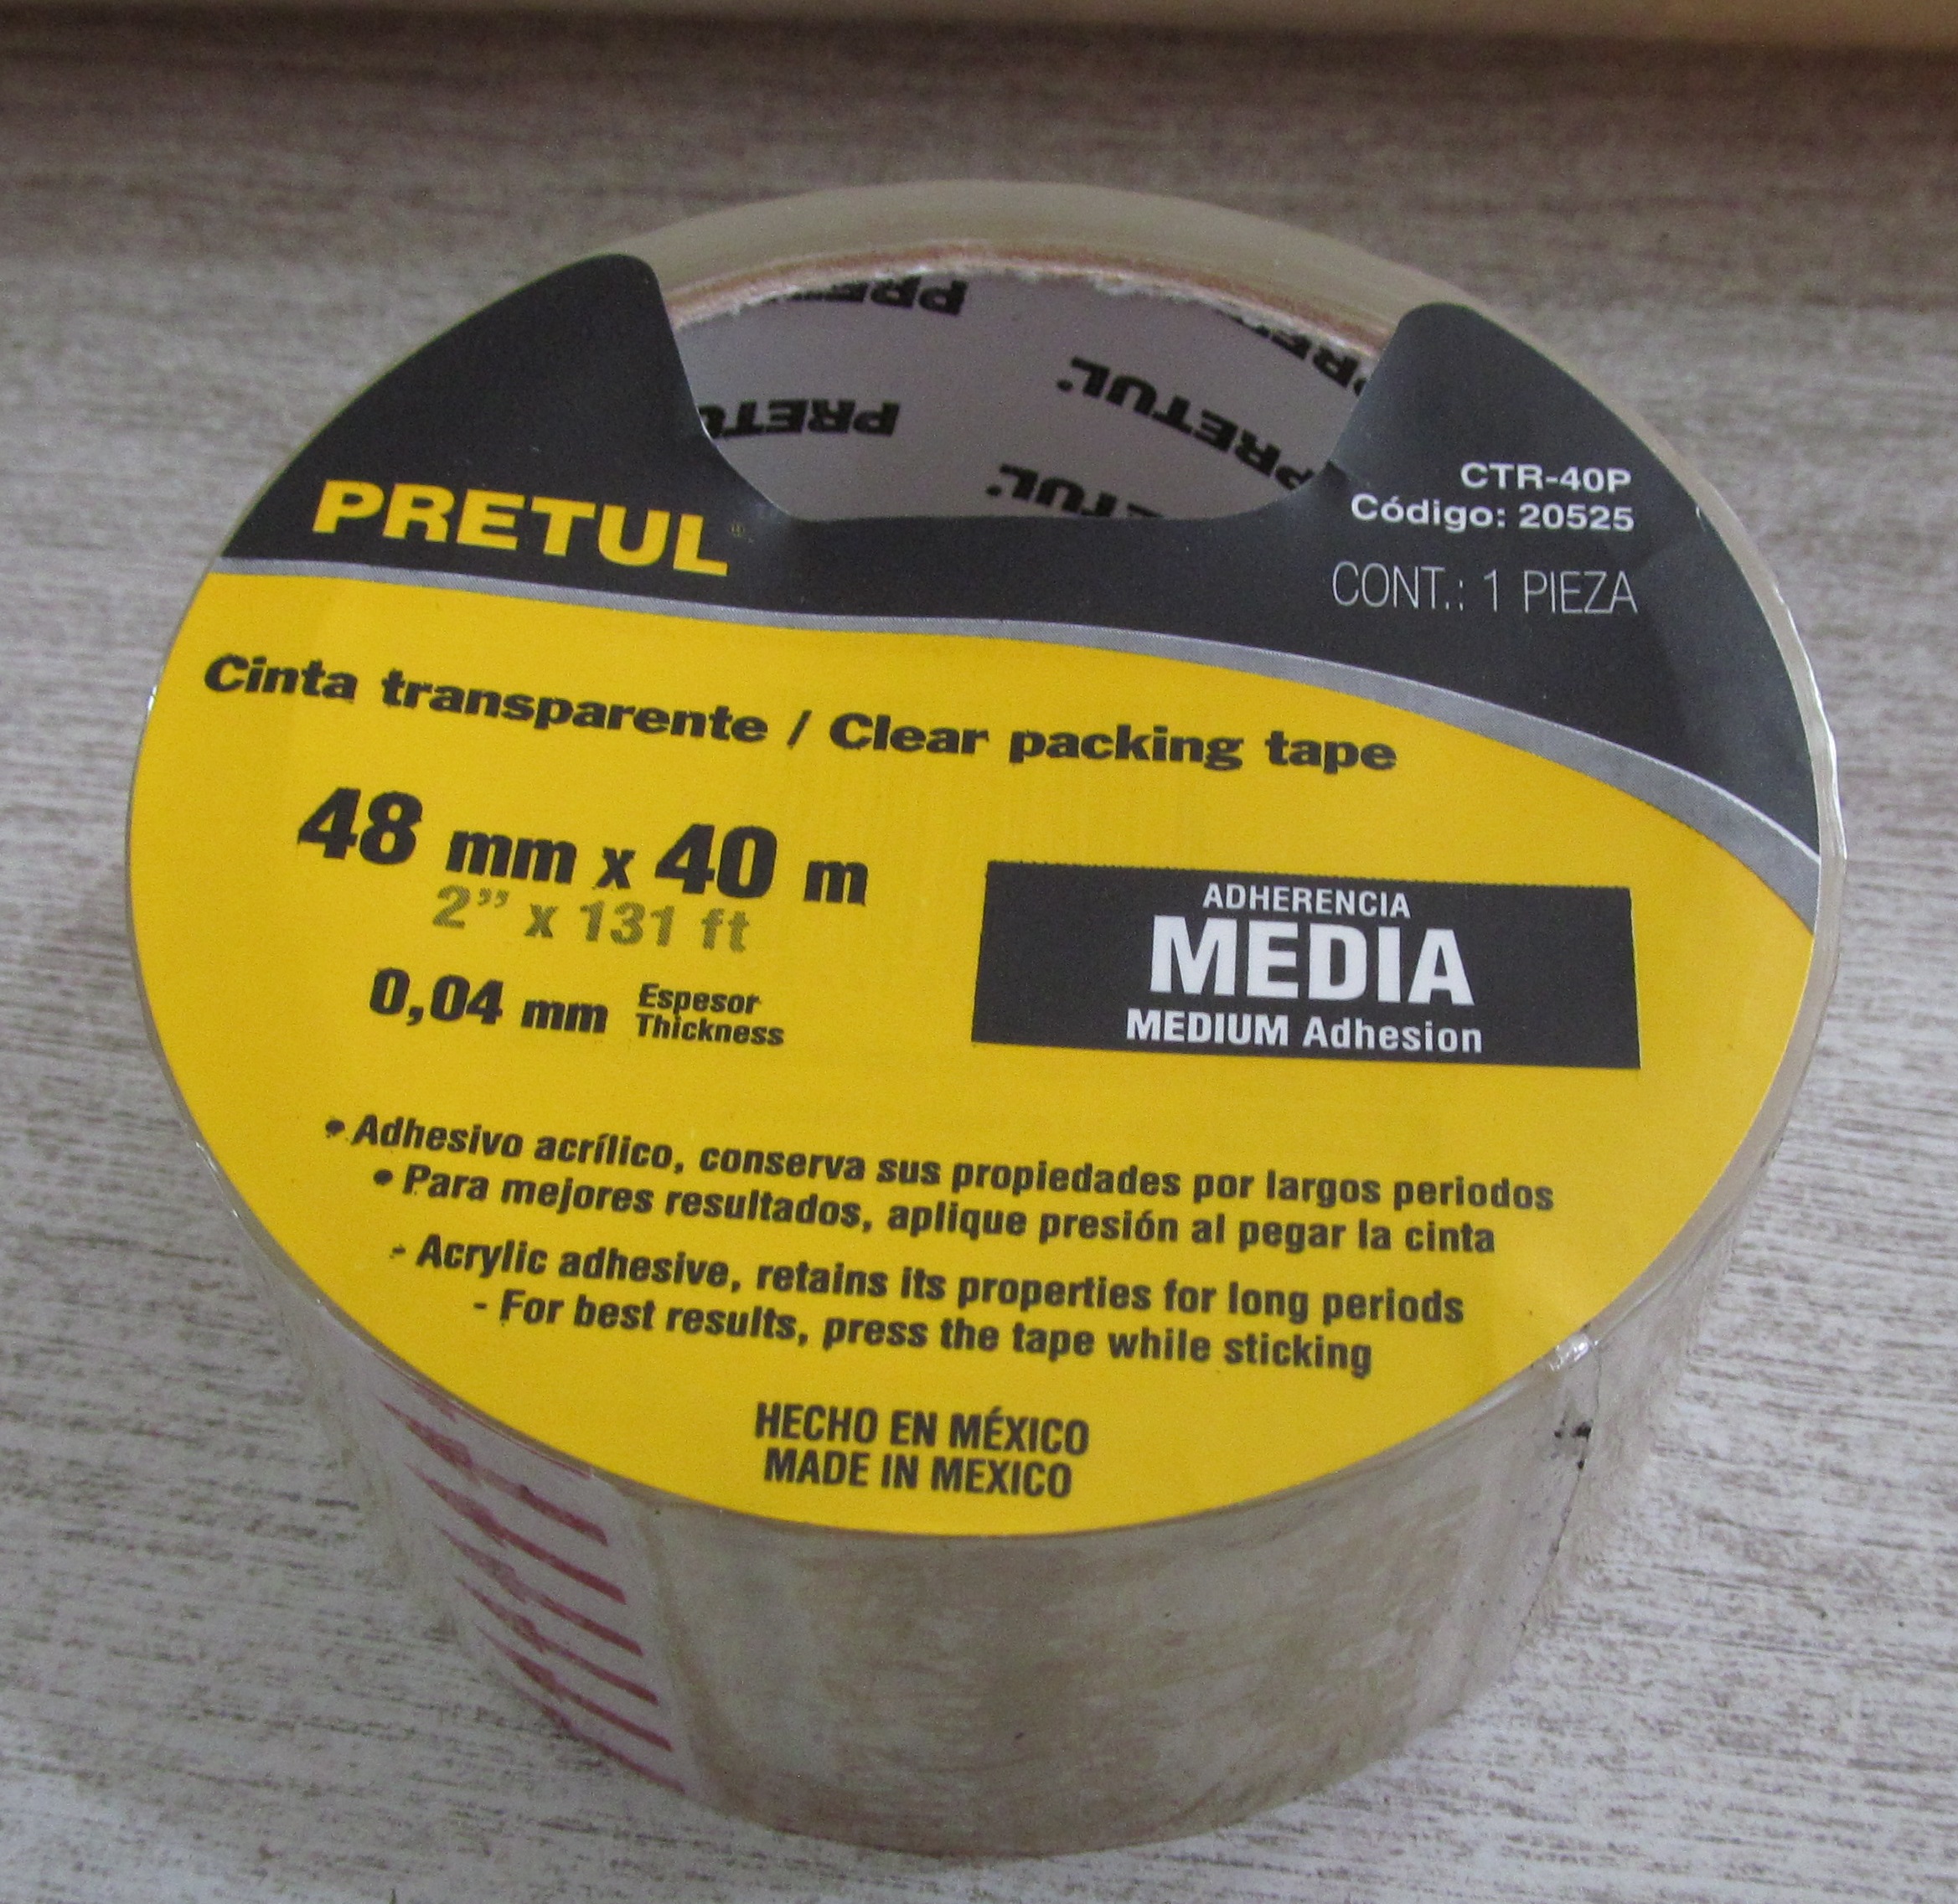 PRETUL
PRETUL
PRETUL
PRETUL®
CTR-40P
Código: 20525
CONT.: 1 PIEZA
Cinta transparente / Clear packing tape
48 mm x 40 m
2” x 131 ft
0,04 mm Espesor
Thickness
ADHERENCIA
MEDIA
MEDIUM Adhesion
• Adhesivo acrílico, conserva sus propiedades por largos periodos
• Para mejores resultados, aplique presión al pegar la cinta
- Acrylic adhesive, retains its properties for long periods
- For best results, press the tape while sticking
HECHO EN MÉXICO
MADE IN MEXICO